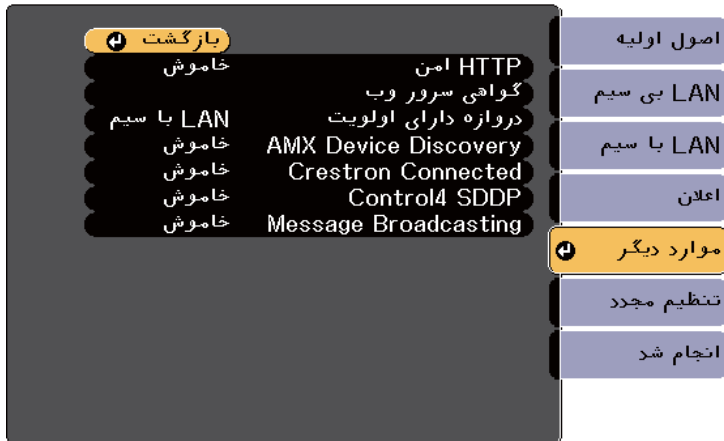 اصول اولیه
LAN بی سیم
LAN با سیم
اعلان
موارد دیگر
تنظیم مجدد
انجام شد
بازگشت
HTTP امن خاموش
گواهی سرور وب
دروازه دارای اولویت LAN با سیم
AMX Device Discovery خاموش
Crestron Connected خاموش
Control4 SDDP خاموش
Message Broadcasting خاموش